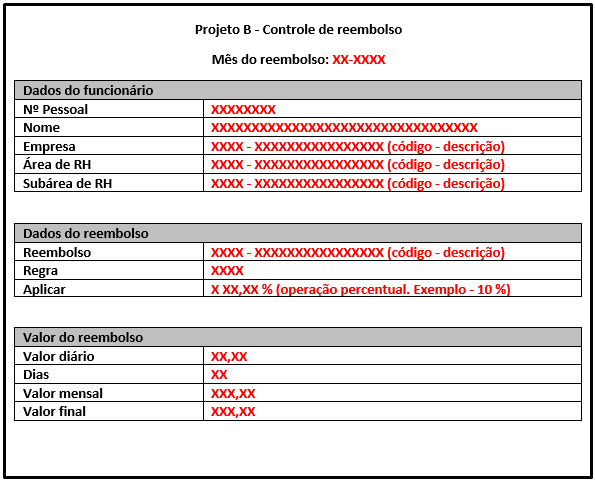 Projeto B - Controle de reembolso
Mês do reembolso: XX-XXXX
Dados do funcionário
Nº Pessoal XXXXXXXX
Nome XXXXXXXXXXXXXXXXXXXXXXXXXXXXXXXXX
Empresa XXXX - XXXXXXXXXXXXXXXX (código - descrição)
Área de RH XXXX - XXXXXXXXXXXXXXXX (código - descrição)
Subárea de RH XXXX - XXXXXXXXXXXXXXXX (código - descrição)
Dados do reembolso
Reembolso XXXX - XXXXXXXXXXXXXXXX (código - descrição)
Regra XXXX
Aplicar X XX,XX % (operação percentual. Exemplo - 10 %)
Valor do reembolso
Valor diário XX,XX
Dias XX
Valor mensal XXX,XX
Valor final XXX,XX